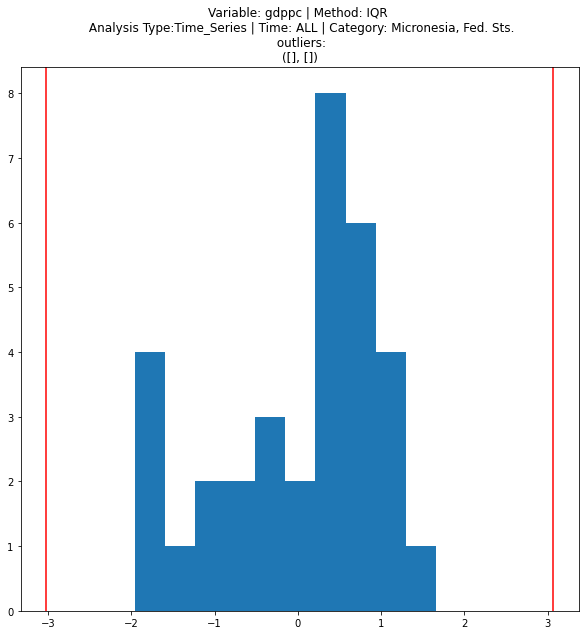 Variable: gdppc | Method: IQR
Analysis Type:Time_Series | Time: ALL | Category: Micronesia, Fed. Sts.
outliers:
([], [])
8
7
6
5
4
3
2
1
0
−3 −2 −1 0 1 2 3